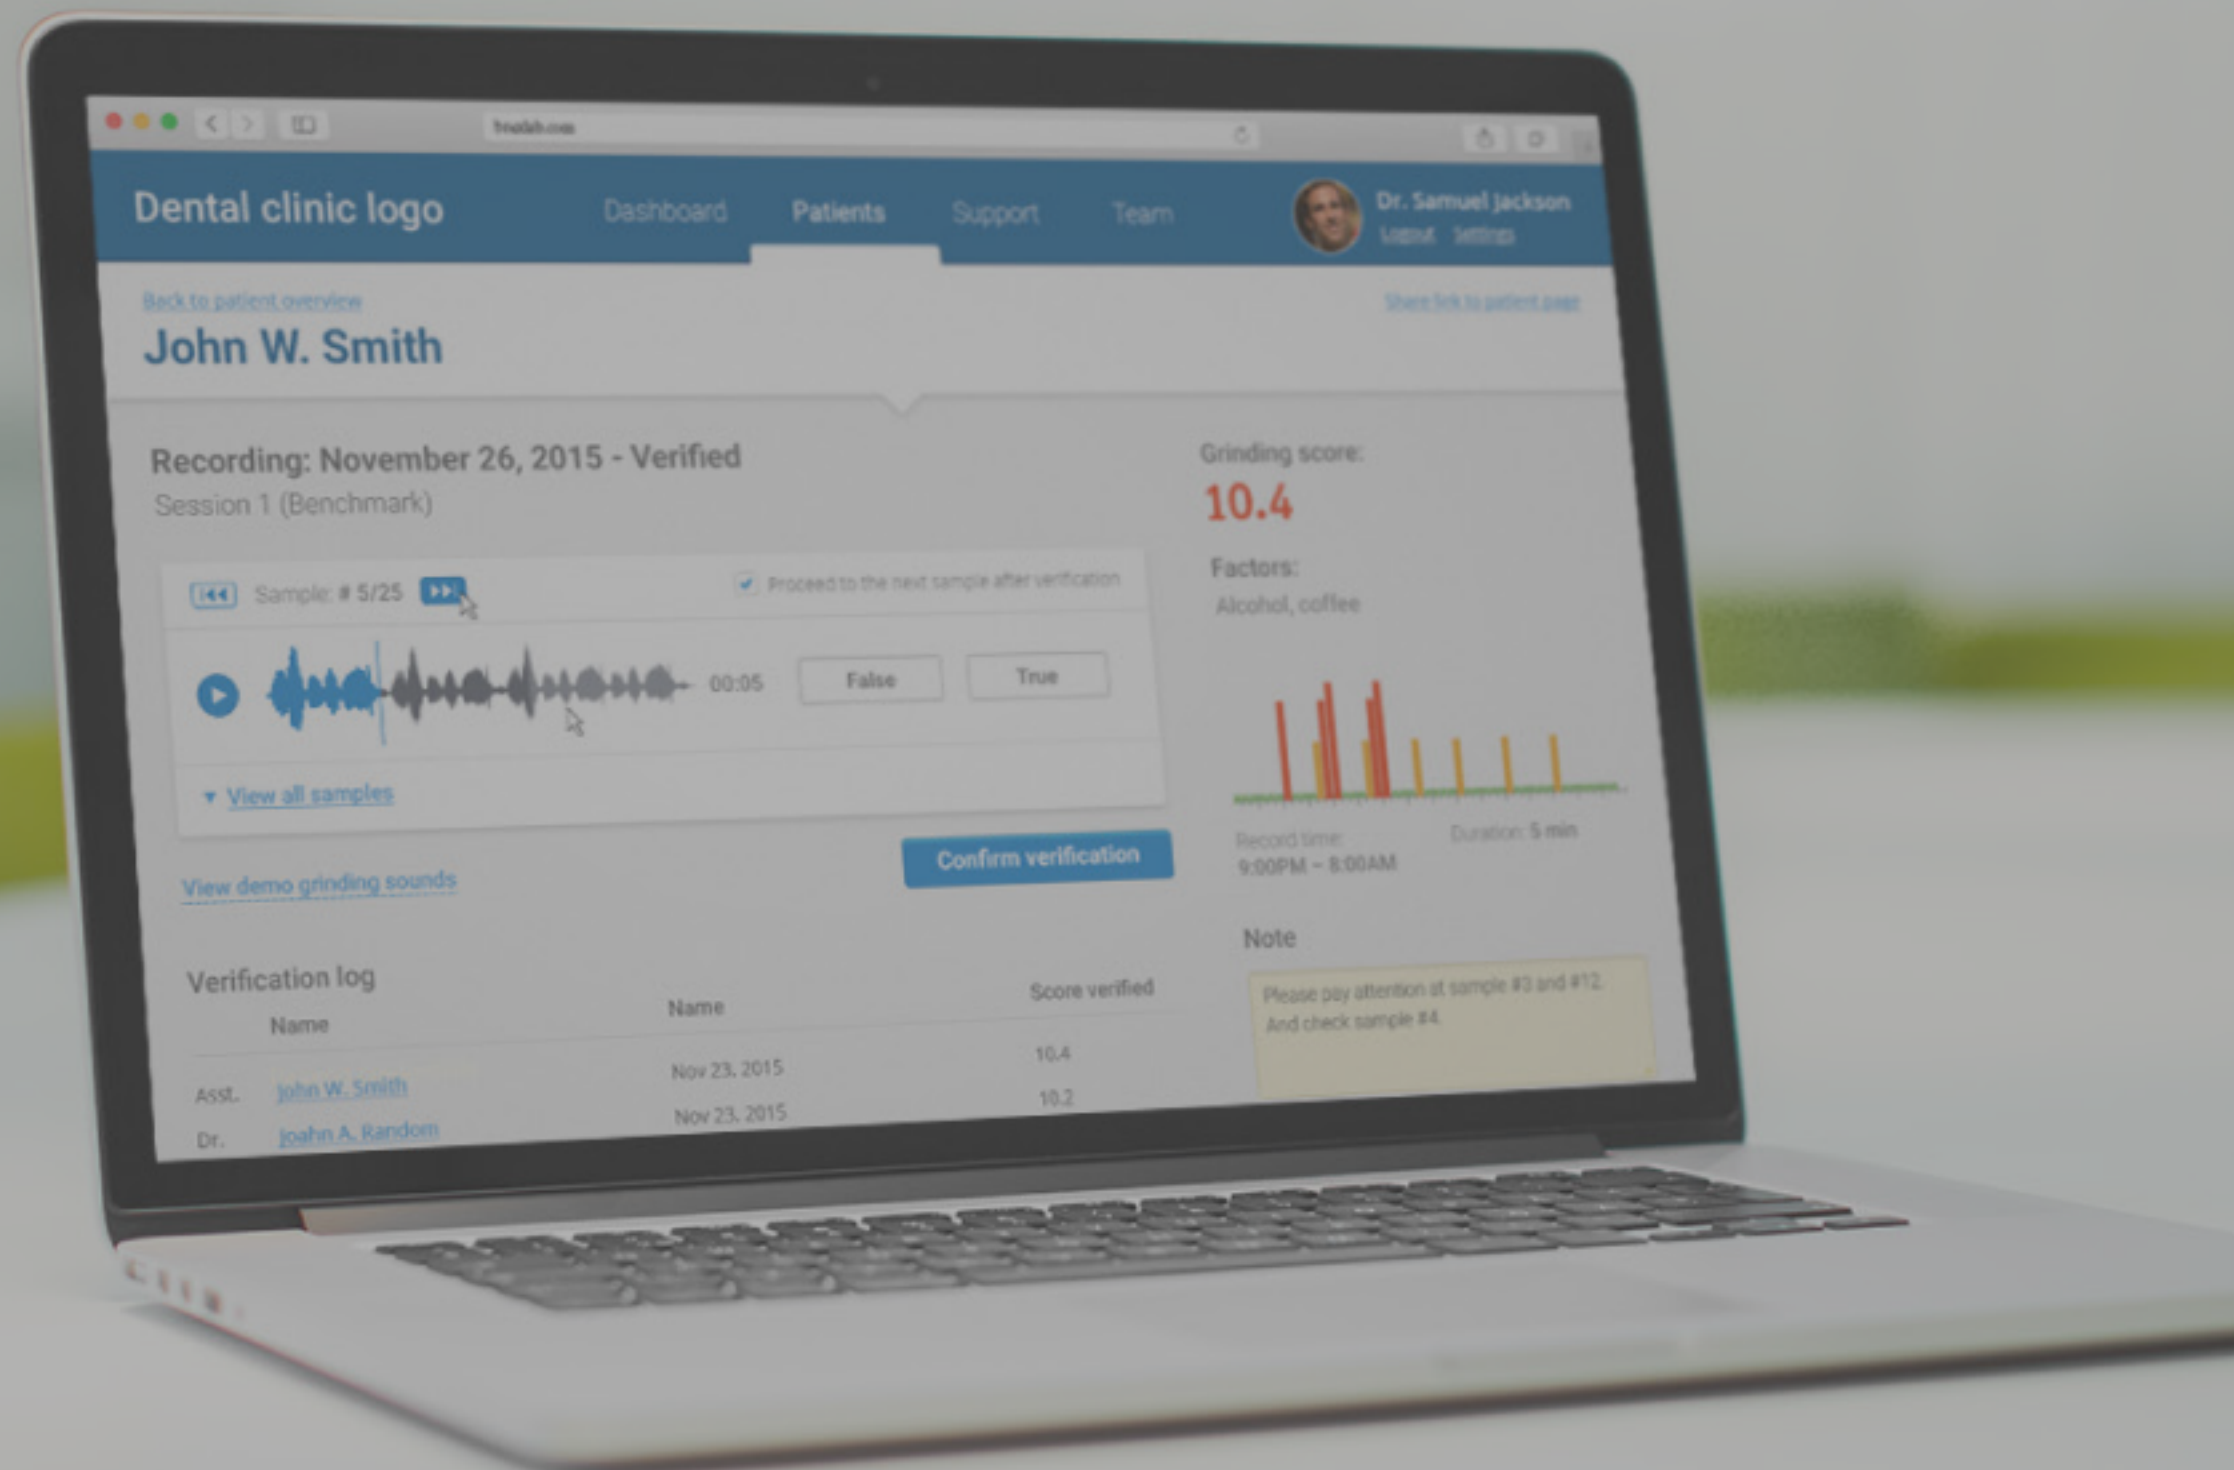 Dental clinic logo
Dashboard Patients Support Team
Dr. Samuel Jackson
Logout Settings
Back to patient overview
Share link to patient page
John W. Smith
Recording: November 26, 2015 - Verified
Session 1 (Benchmark)
Sample: # 5/25
Proceed to the next sample after verification
00:05
False
True
View all samples
Confirm verification
View demo grinding sounds
Verification log
Name Name Score verified
Asst. John W. Smith Nov 23, 2015 10.4
Dr. Joahn A. Random Nov 23, 2015 10.2
Grinding score:
10.4
Factors:
Alcohol, coffee
Record time:
9:00PM – 8:00AM
Duration: 5 min
Note
Please pay attention at sample #3 and #12.
And check sample #4.